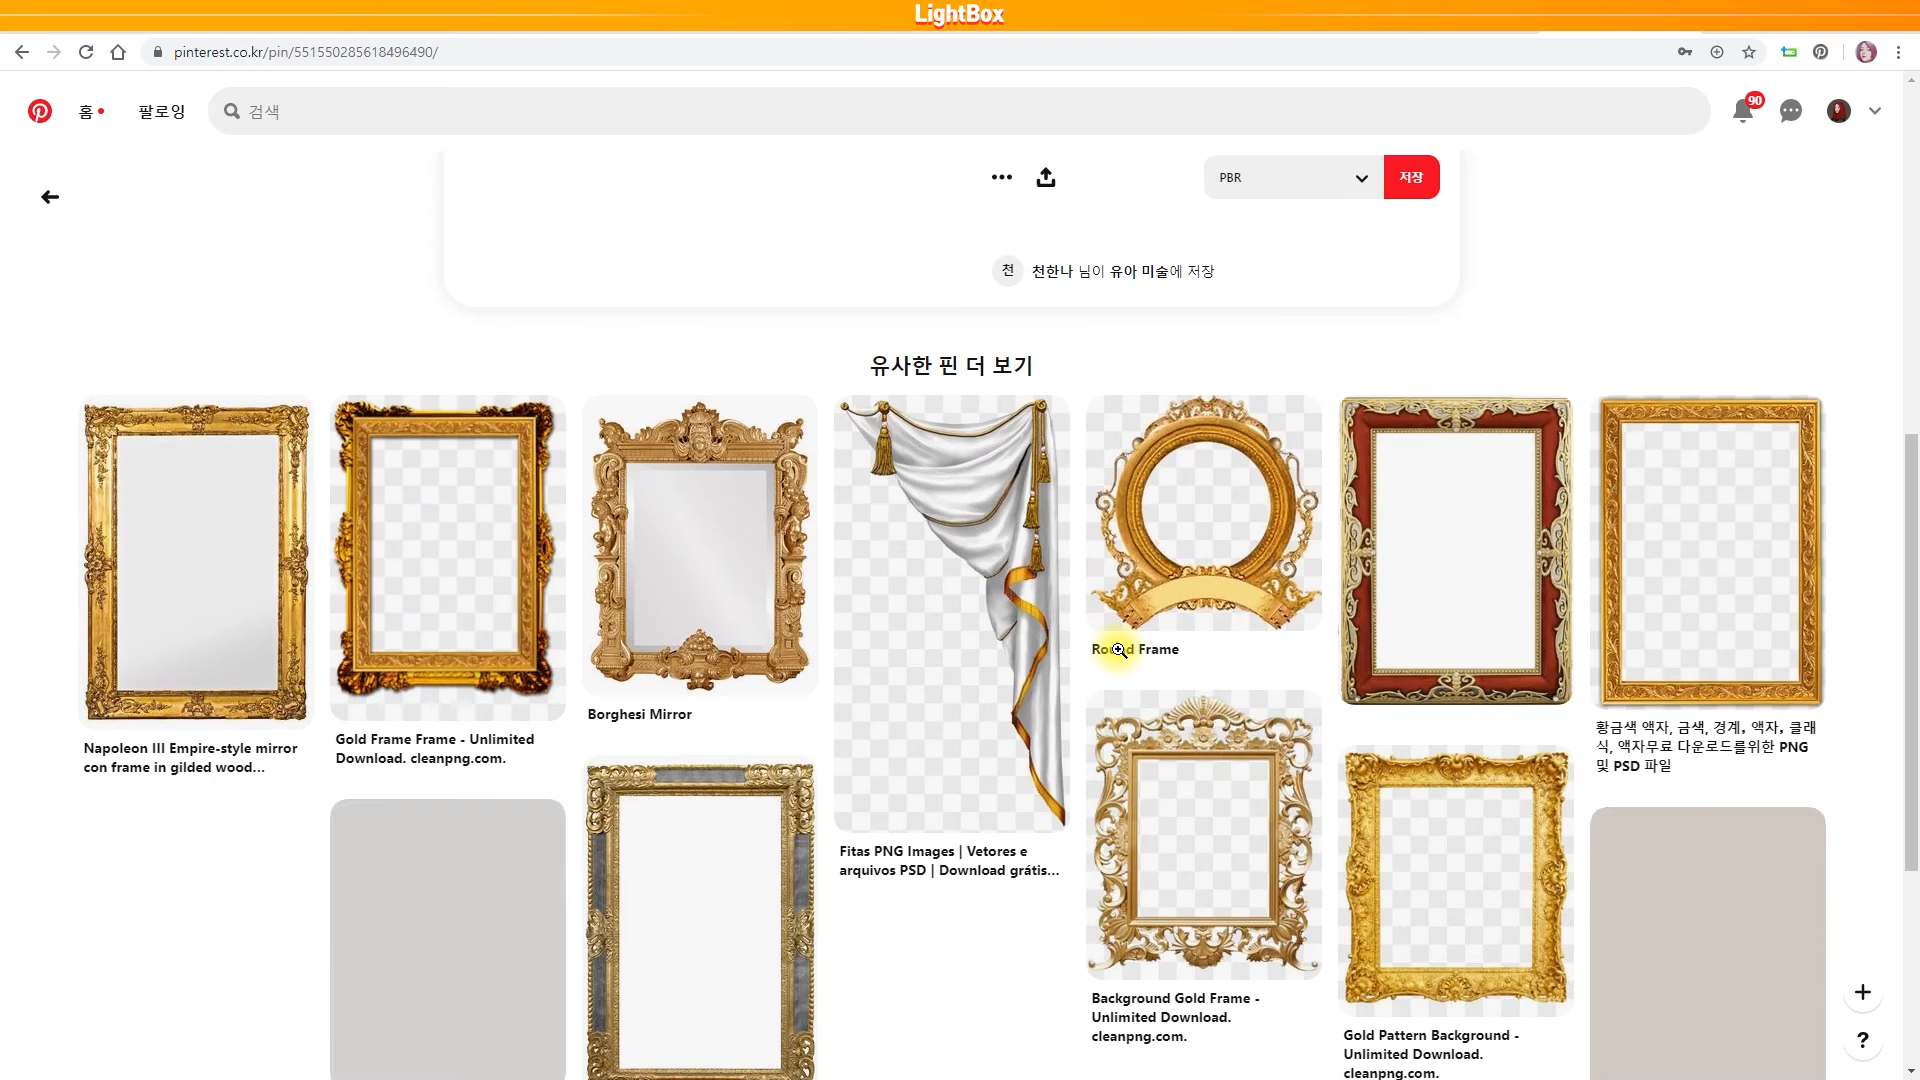 LightBox
pinterest.co.kr/pin/551550285618496490/
홈
팔로잉
검색
90
PBR
저장
천
천한나 님이 유아 미술에 저장
유사한 핀 더 보기
Napoleon III Empire-style mirror
con frame in gilded wood...
Gold Frame Frame - Unlimited
Download. cleanpng.com.
Borghesi Mirror
Fitas PNG Images | Vetores e
arquivos PSD | Download grátis...
Round Frame
Background Gold Frame -
Unlimited Download.
cleanpng.com.
Gold Pattern Background -
Unlimited Download.
cleanpng.com.
황금색 액자, 금색, 경계, 액자, 클래
식, 액자무료 다운로드를위한 PNG
및 PSD 파일
+
?